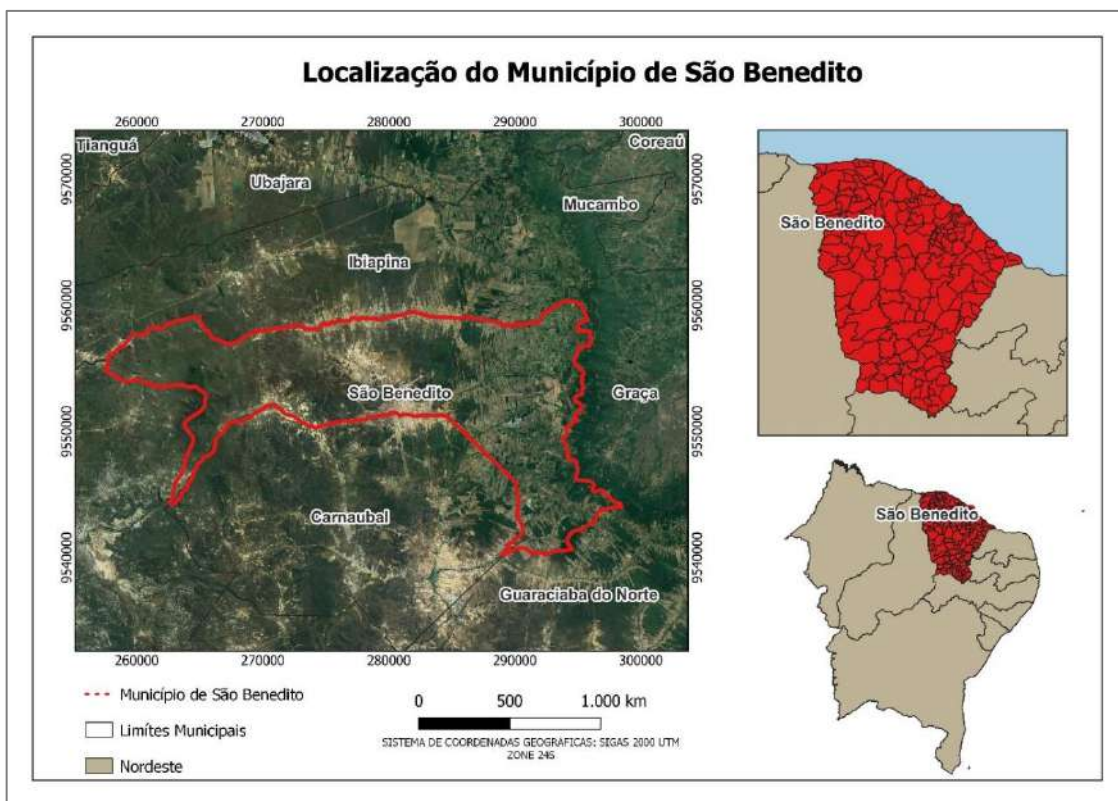 Localização do Município de São Benedito
260000 270000 280000 290000 300000
Tianguá
Coreaú
9570000
9570000
Ubajara
Mucambo
São Benedito
Ibiapina
9560000
9560000
São Benedito
Graça
9550000
9550000
Carnaubal
São Benedito
9540000
9540000
Guaraciaba do Norte
260000 270000 280000 290000 300000
Município de São Benedito
0 500 1.000 km
Limítes Municipais
SISTEMA DE COORDENADAS GEOGRÁFICAS: SIGAS 2000 UTM
ZONE 24S
Nordeste